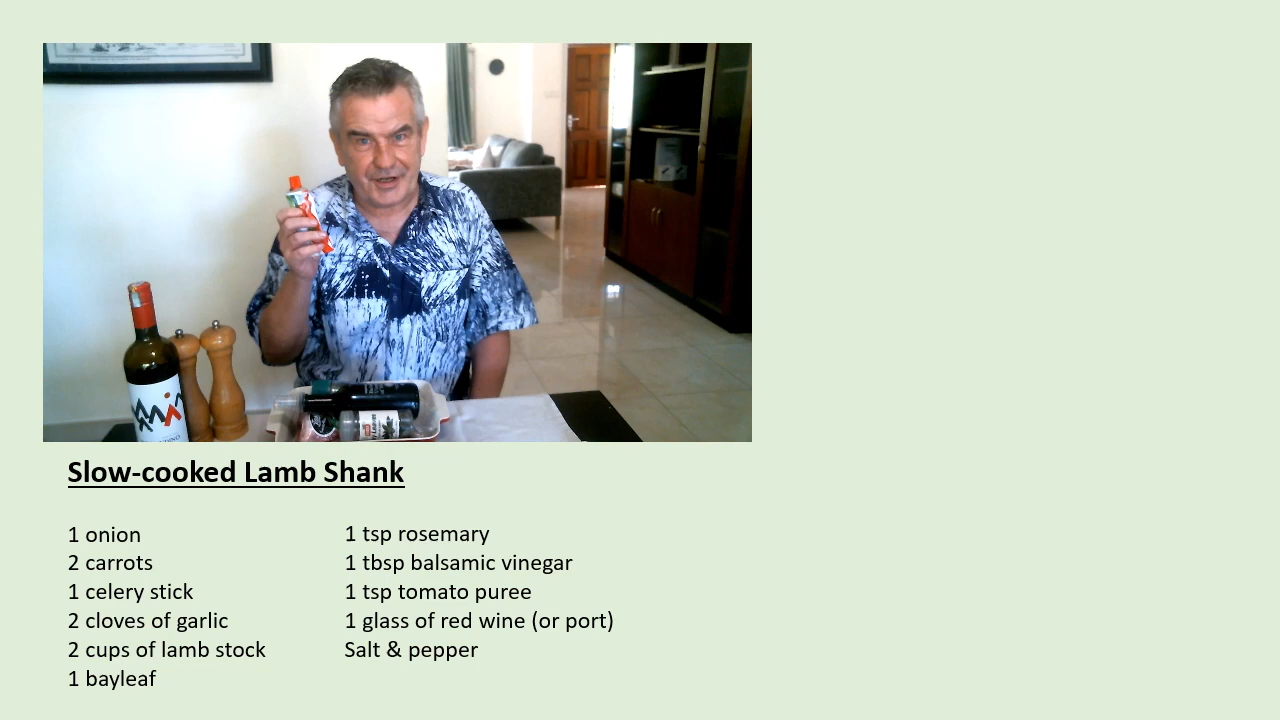 Slow-cooked Lamb Shank
1 onion
2 carrots
1 celery stick
2 cloves of garlic
2 cups of lamb stock
1 bayleaf
1 tsp rosemary
1 tbsp balsamic vinegar
1 tsp tomato puree
1 glass of red wine (or port)
Salt & pepper